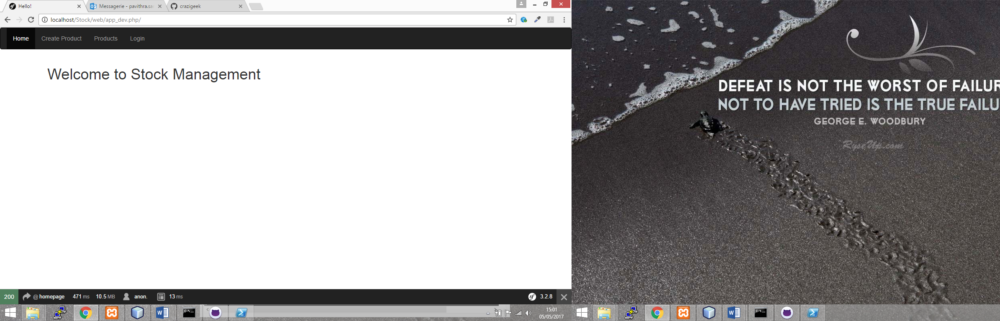 Hello!
Messagerie - pavithra.sa
crazigeek
localhost/Stock/web/app_dev.php/
Home
Create Product
Products
Login
Welcome to Stock Management
200
@ homepage
471 ms
10.5 MB
anon.
13 ms
3.2.8
15:01
05/05/2017
DEFEAT IS NOT THE WORST OF FAILUR
NOT TO HAVE TRIED IS THE TRUE FAILU
GEORGE E. WOODBURY
RyseUp.com